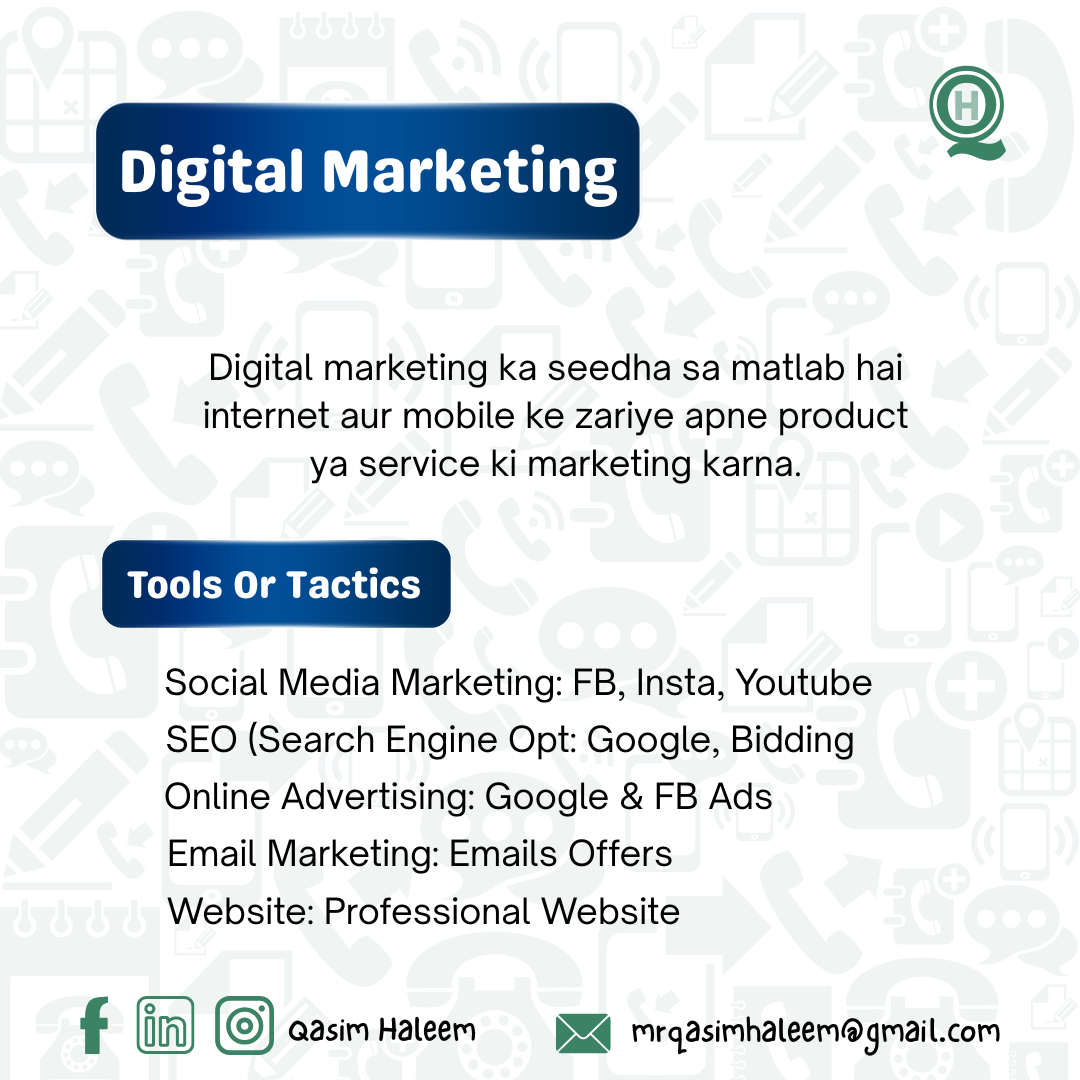 H
Digital Marketing
Digital marketing ka seedha sa matlab hai
internet aur mobile ke zariye apne product
ya service ki marketing karna.
Tools Or Tactics
Social Media Marketing: FB, Insta, Youtube
SEO (Search Engine Opt: Google, Bidding
Online Advertising: Google & FB Ads
Email Marketing: Emails Offers
Website: Professional Website
Qasim Haleem
mrqasimhaleem@gmail.com